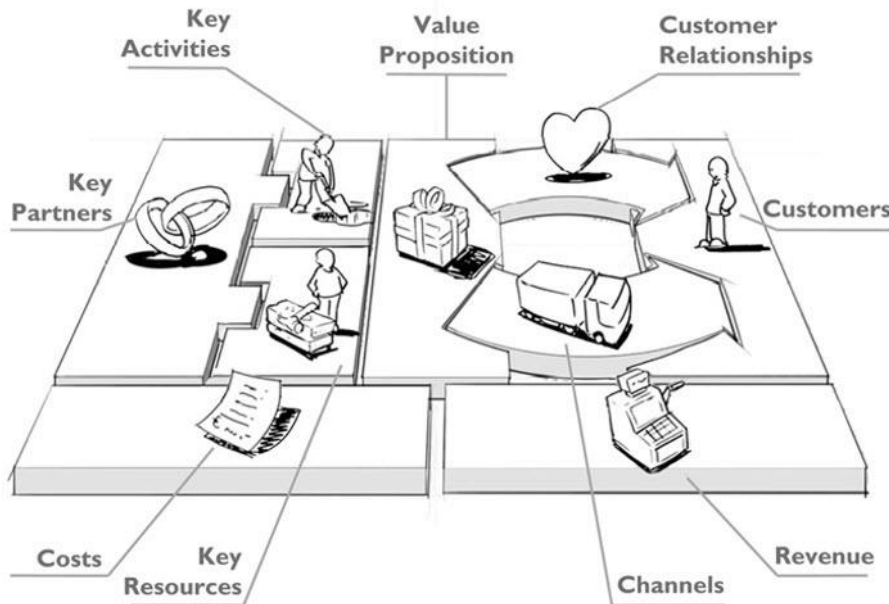 Key
Activities
Value
Proposition
Customer
Relationships
Key
Partners
Customers
Costs
Key
Resources
Channels
Revenue